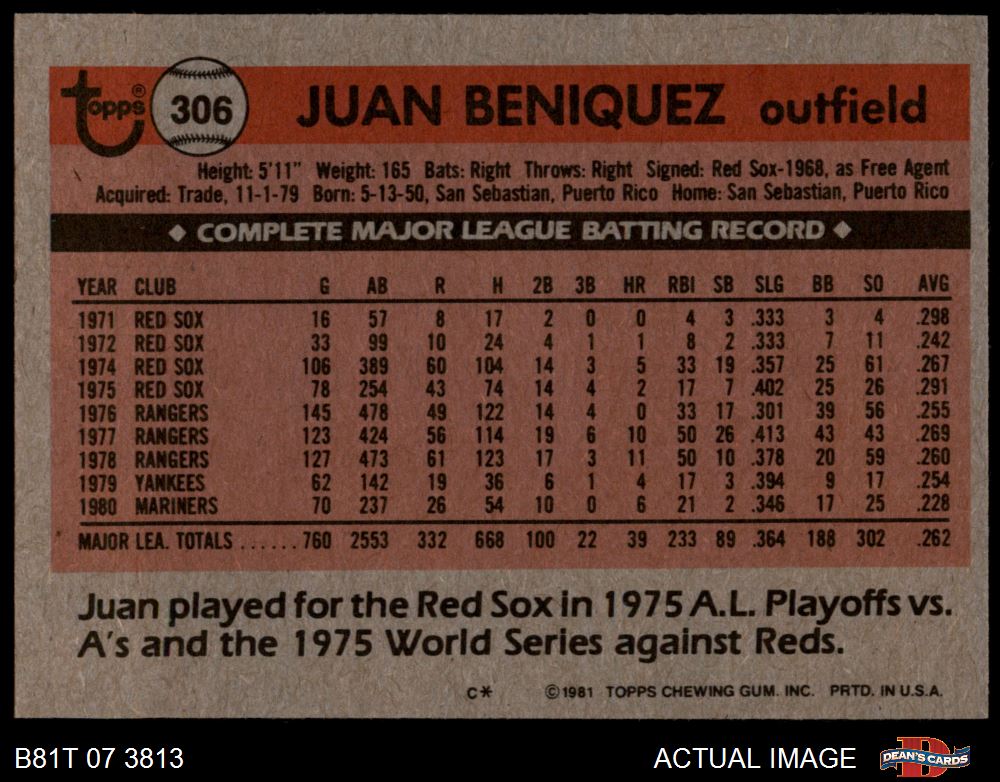 topps® 306 JUAN BENIQUEZ outfield
Height: 5'11" Weight: 165 Bats: Right Throws: Right Signed: Red Sox-1968, as Free Agent
Acquired: Trade, 11-1-79 Born: 5-13-50, San Sebastian, Puerto Rico Home: San Sebastian, Puerto Rico
◆ COMPLETE MAJOR LEAGUE BATTING RECORD ◆
YEAR CLUB G AB R H 2B 3B HR RBI SB SLG BB SO AVG
1971 RED SOX 16 57 8 17 2 0 0 4 3 .333 3 4 .298
1972 RED SOX 33 99 10 24 4 1 1 8 2 .333 7 11 .242
1974 RED SOX 106 389 60 104 14 3 5 33 19 .357 25 61 .267
1975 RED SOX 78 254 43 74 14 4 2 17 7 .402 25 26 .291
1976 RANGERS 145 478 49 122 14 4 0 33 17 .301 39 56 .255
1977 RANGERS 123 424 56 114 19 6 10 50 26 .413 43 43 .269
1978 RANGERS 127 473 61 123 17 3 11 50 10 .378 20 59 .260
1979 YANKEES 62 142 19 36 6 1 4 17 3 .394 9 17 .254
1980 MARINERS 70 237 26 54 10 0 6 21 2 .346 17 25 .228
MAJOR LEA. TOTALS ...... 760 2553 332 668 100 22 39 233 89 .364 188 302 .262
Juan played for the Red Sox in 1975 A.L. Playoffs vs.
A's and the 1975 World Series against Reds.
C* ©1981 TOPPS CHEWING GUM. INC. PRTD. IN U.S.A.
B81T 07 3813 ACTUAL IMAGE DEAN'S CARDS